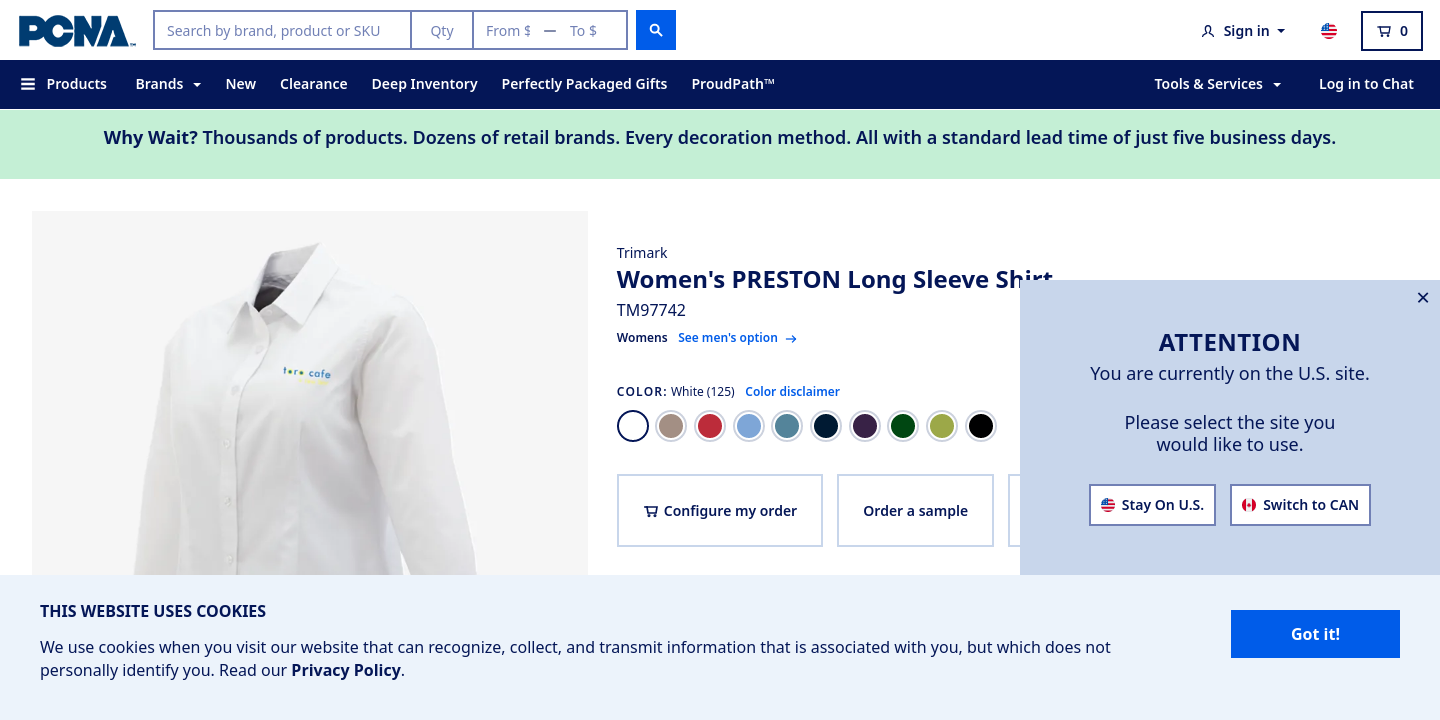 PCNA™
Search by brand, product or SKU
Qty
From $ — To $
Sign in
0
Products
Brands
New
Clearance
Deep Inventory
Perfectly Packaged Gifts
ProudPath™
Tools & Services
Log in to Chat
Why Wait? Thousands of products. Dozens of retail brands. Every decoration method. All with a standard lead time of just five business days.
Trimark
Women's PRESTON Long Sleeve Shirt
TM97742
Womens See men's option
COLOR: White (125) Color disclaimer
Configure my order
Order a sample
toro cafe
ATTENTION
You are currently on the U.S. site.
Please select the site you
would like to use.
Stay On U.S.
Switch to CAN
THIS WEBSITE USES COOKIES
We use cookies when you visit our website that can recognize, collect, and transmit information that is associated with you, but which does not
personally identify you. Read our Privacy Policy.
Got it!